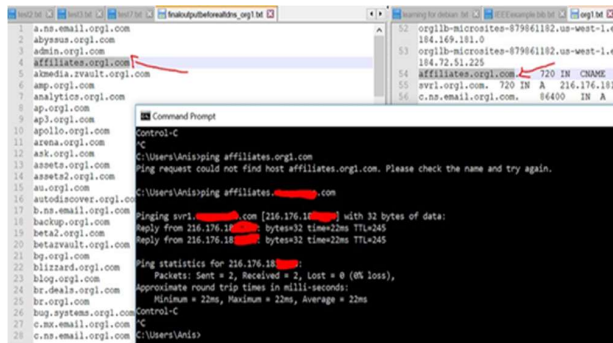 test2.txt test3.txt test7.txt finaloutputbeforealldns_org1.txt
1 a.ns.email.org1.com
2 abyssus.org1.com
3 admin.org1.com
4 affiliates.org1.com
5 akmedia.zvault.org1.com
6 amp.org1.com
7 analytics.org1.com
8 ap.org1.com
9 ap3.org1.com
10 apollo.org1.com
11 arena.org1.com
12 ask.org1.com
13 assets.org1.com
14 assets2.org1.com
15 au.org1.com
16 autodiscover.org1.co
17 b.ns.email.org1.com
18 backup.org1.com
19 beta2.org1.com
20 betarvault.org1.com
21 bg.org1.com
22 blizzard.org1.com
23 blog.org1.com
24 br.deals.org1.com
25 br.org1.com
26 bug.systems.org1.com
27 c.mx.email.org1.com
28 c.ns.email.org1.com
warning for debian.txt IEEEexample.bib.txt org1.txt
52 org1lb-microsites-879861182.us-west-1.e
184.169.181.0
53 org1lb-microsites-879861182.us-west-1.e
184.72.51.225
54 affiliates.org1.com. 720 IN CNAME
55 svr1.org1.com. 720 IN A 216.176.181
56 c.ns.email.org1.com. 86400 IN A
Command Prompt
Control-C
^C
C:\Users\Anis>ping affiliates.org1.com
Ping request could not find host affiliates.org1.com. Please check the name and try again.
C:\Users\Anis>ping affiliates. .com
Pinging svr1. .com [216.176.18 ] with 32 bytes of data:
Reply from 216.176.18 : bytes=32 time=22ms TTL=245
Reply from 216.176.18 : bytes=32 time=22ms TTL=245
Ping statistics for 216.176.18 :
Packets: Sent = 2, Received = 2, Lost = 0 (0% loss),
Approximate round trip times in milli-seconds:
Minimum = 22ms, Maximum = 22ms, Average = 22ms
Control-C
^C
C:\Users\Anis>